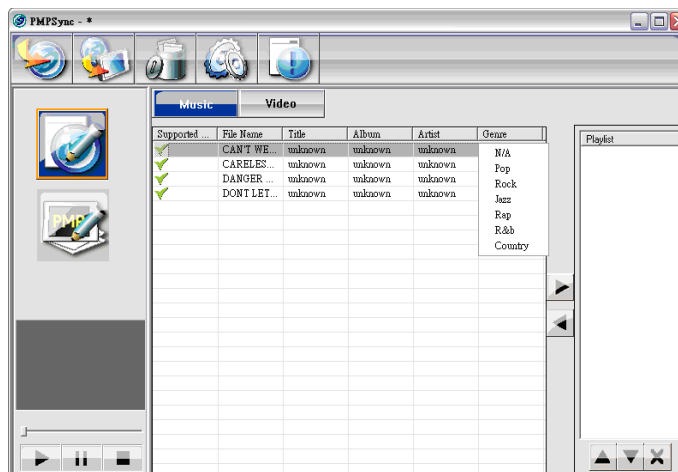 PMPSync - *
Music Video
Supported ... File Name Title Album Artist Genre
CAN'T WE... unknown unknown unknown
CARELES... unknown unknown unknown
DANGER ... unknown unknown unknown
DONT LET... unknown unknown unknown
N/A
Pop
Rock
Jazz
Rap
R&b
Country
Playlist
PMP